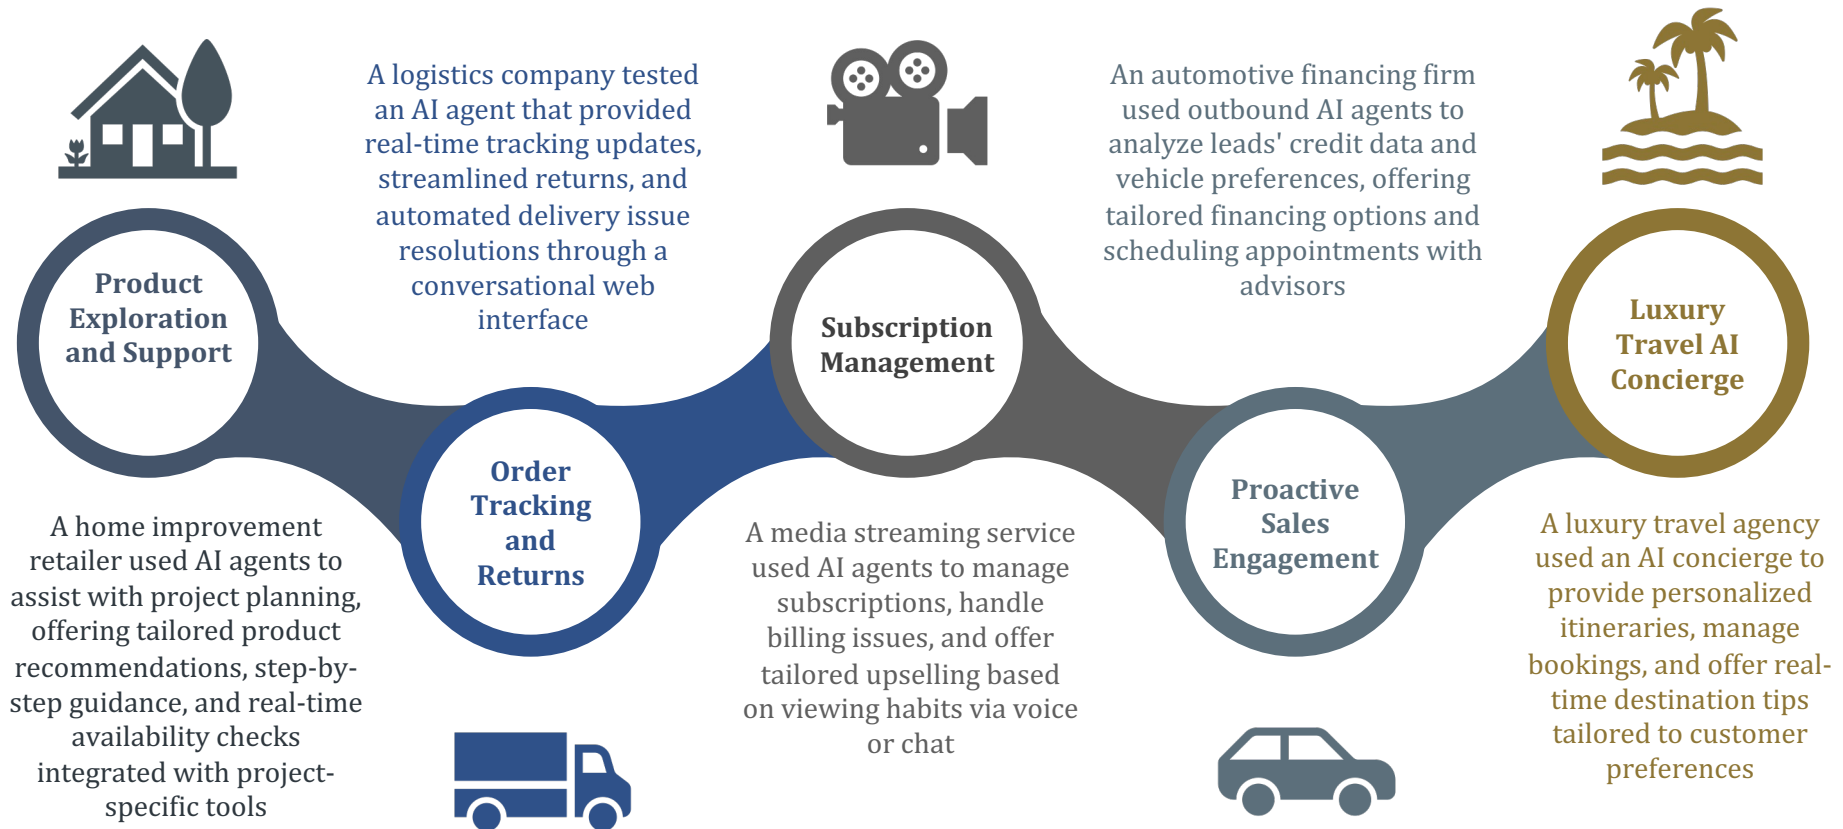 Product
Exploration
and Support
A home improvement
retailer used AI agents to
assist with project planning,
offering tailored product
recommendations, step-by-
step guidance, and real-time
availability checks
integrated with project-
specific tools
A logistics company tested
an AI agent that provided
real-time tracking updates,
streamlined returns, and
automated delivery issue
resolutions through a
conversational web
interface
Order
Tracking
and
Returns
Subscription
Management
A media streaming service
used AI agents to manage
subscriptions, handle
billing issues, and offer
tailored upselling based
on viewing habits via voice
or chat
An automotive financing firm
used outbound AI agents to
analyze leads' credit data and
vehicle preferences, offering
tailored financing options and
scheduling appointments with
advisors
Proactive
Sales
Engagement
Luxury
Travel AI
Concierge
A luxury travel agency
used an AI concierge to
provide personalized
itineraries, manage
bookings, and offer real-
time destination tips
tailored to customer
preferences